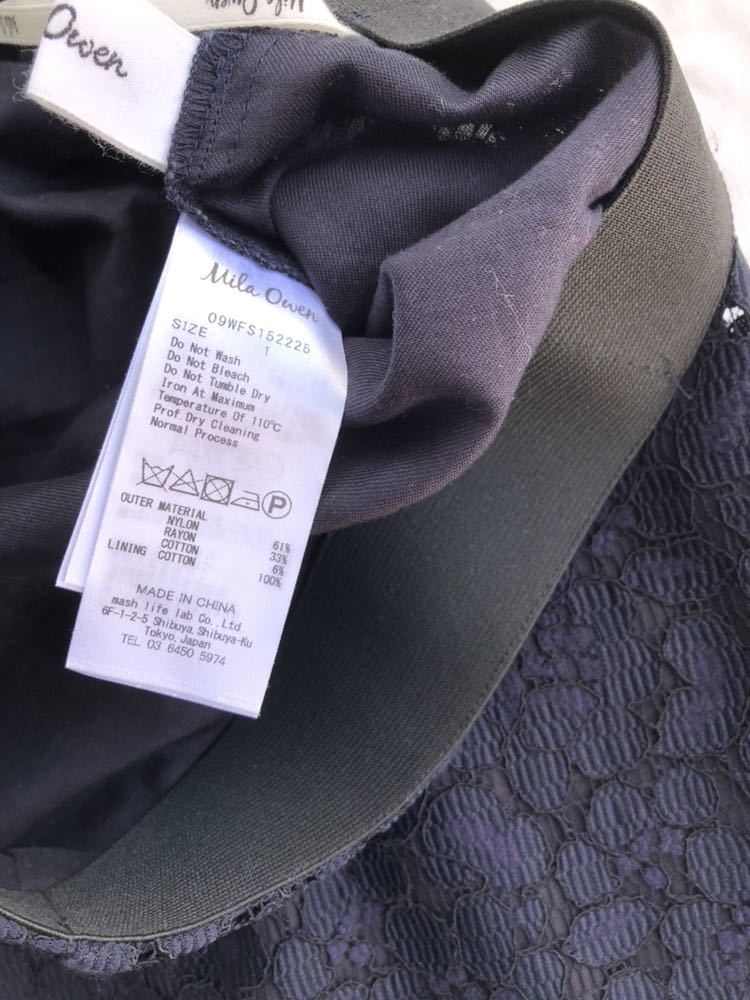 Mila Owen
Owen
Mila Owen
09WFS152225
SIZE 1
Do Not Wash
Do Not Bleach
Do Not Tumble Dry
Iron At Maximum
Temperature Of 110℃
Prof.Dry Cleaning
Normal Process
P
OUTER MATERIAL
NYLON 61%
RAYON 33%
COTTON 6%
LINING COTTON 100%
MADE IN CHINA
mash life lab Co.,Ltd
6F-1-2-5 Shibuya,Shibuya-Ku
Tokyo,Japan
TEL 03 6450 5974